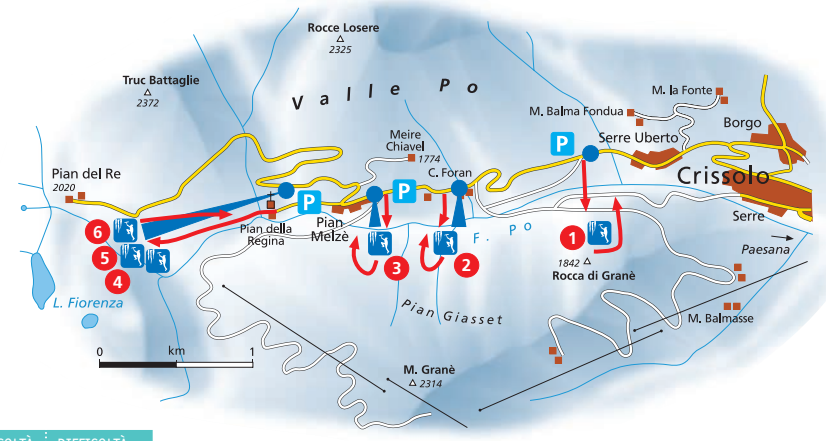 Rocce Losere
2325
Truc Battaglie
2372
Valle Po
M. la Fonte
M. Balma Fondua
Borgo
Serre Uberto
Meire
Chiavel
1774
P
C. Foran
Crissolo
Pian del Re
2020
P
P
Serre
Pian
Melzè
Pian della
Regina
F. Po
6
5
4
3
2
1
Paesana
1842
Rocca di Granè
L. Fiorenza
Pian Giasset
M. Balmasse
0 km 1
M. Granè
2314
DIFFICOLTÀ